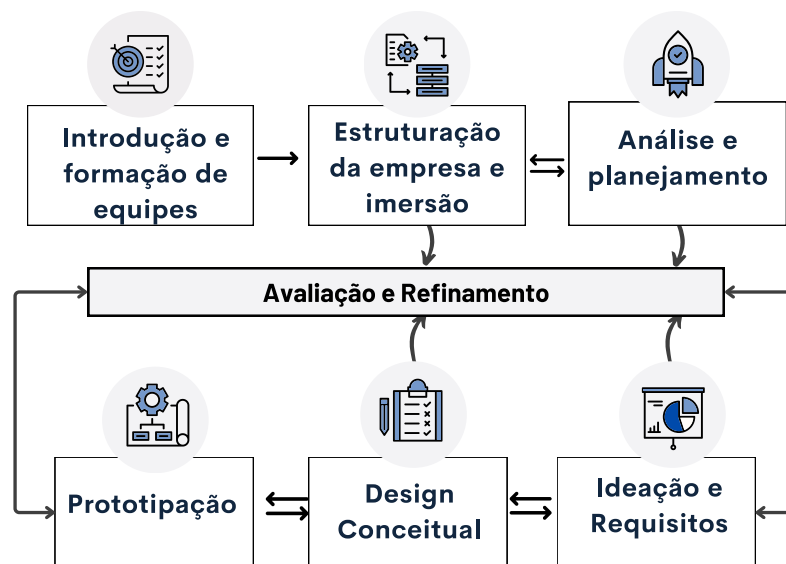 Introdução e
formação de
equipes
Estruturação
da empresa e
imersão
Análise e
planejamento
Avaliação e Refinamento
Prototipação
Design
Conceitual
Ideação e
Requisitos